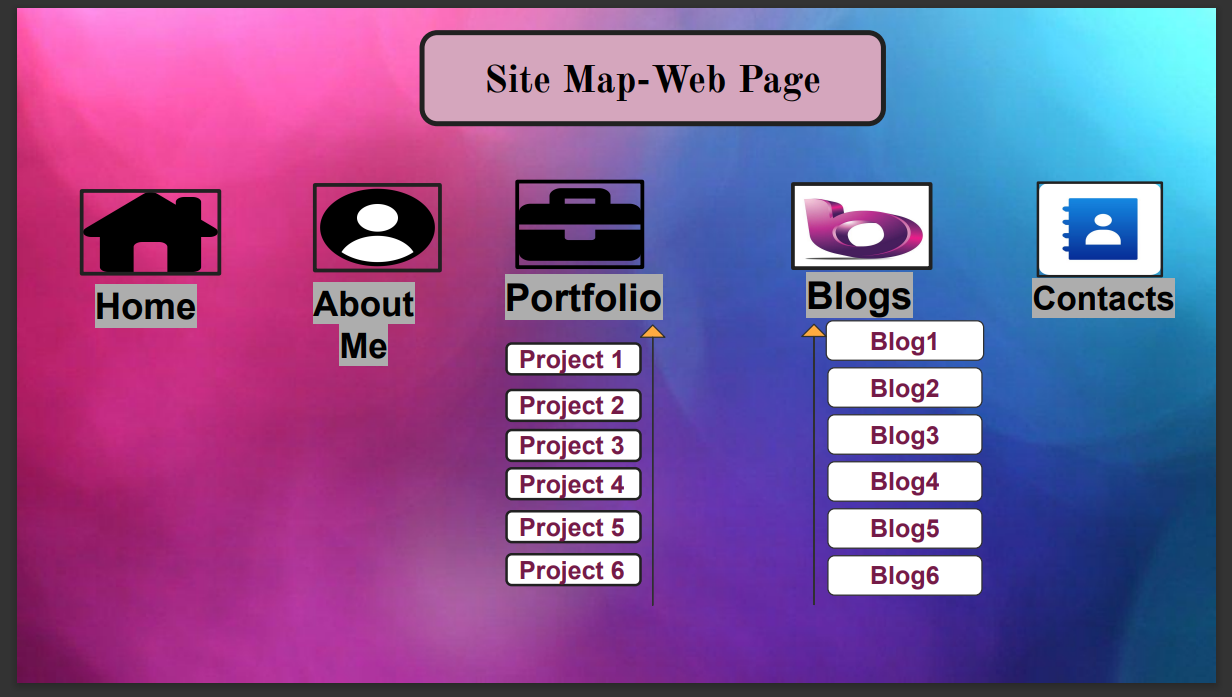 Site Map-Web Page
Home
About
Me
Portfolio
Blogs
Contacts
Project 1
Project 2
Project 3
Project 4
Project 5
Project 6
Blog1
Blog2
Blog3
Blog4
Blog5
Blog6